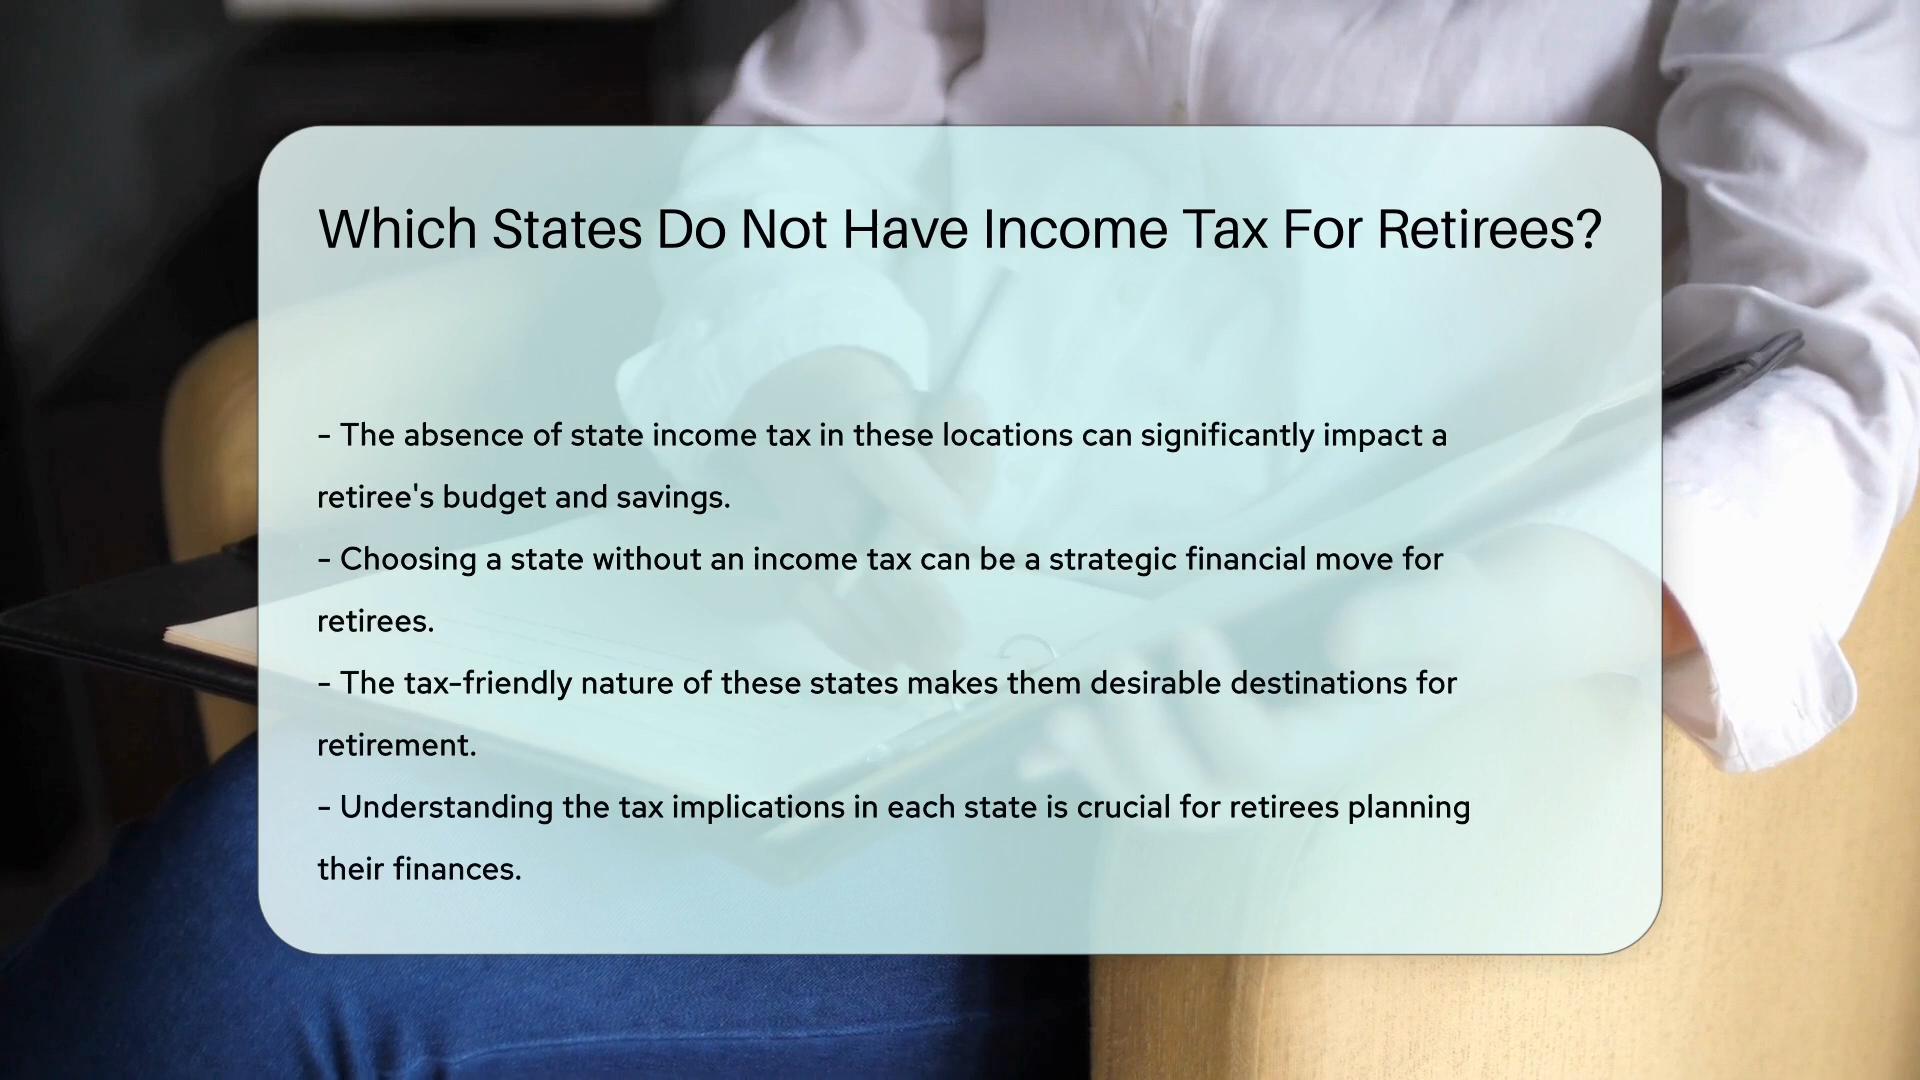 Which States Do Not Have Income Tax For Retirees?
- The absence of state income tax in these locations can significantly impact a
retiree's budget and savings.
- Choosing a state without an income tax can be a strategic financial move for
retirees.
- The tax-friendly nature of these states makes them desirable destinations for
retirement.
- Understanding the tax implications in each state is crucial for retirees planning
their finances.